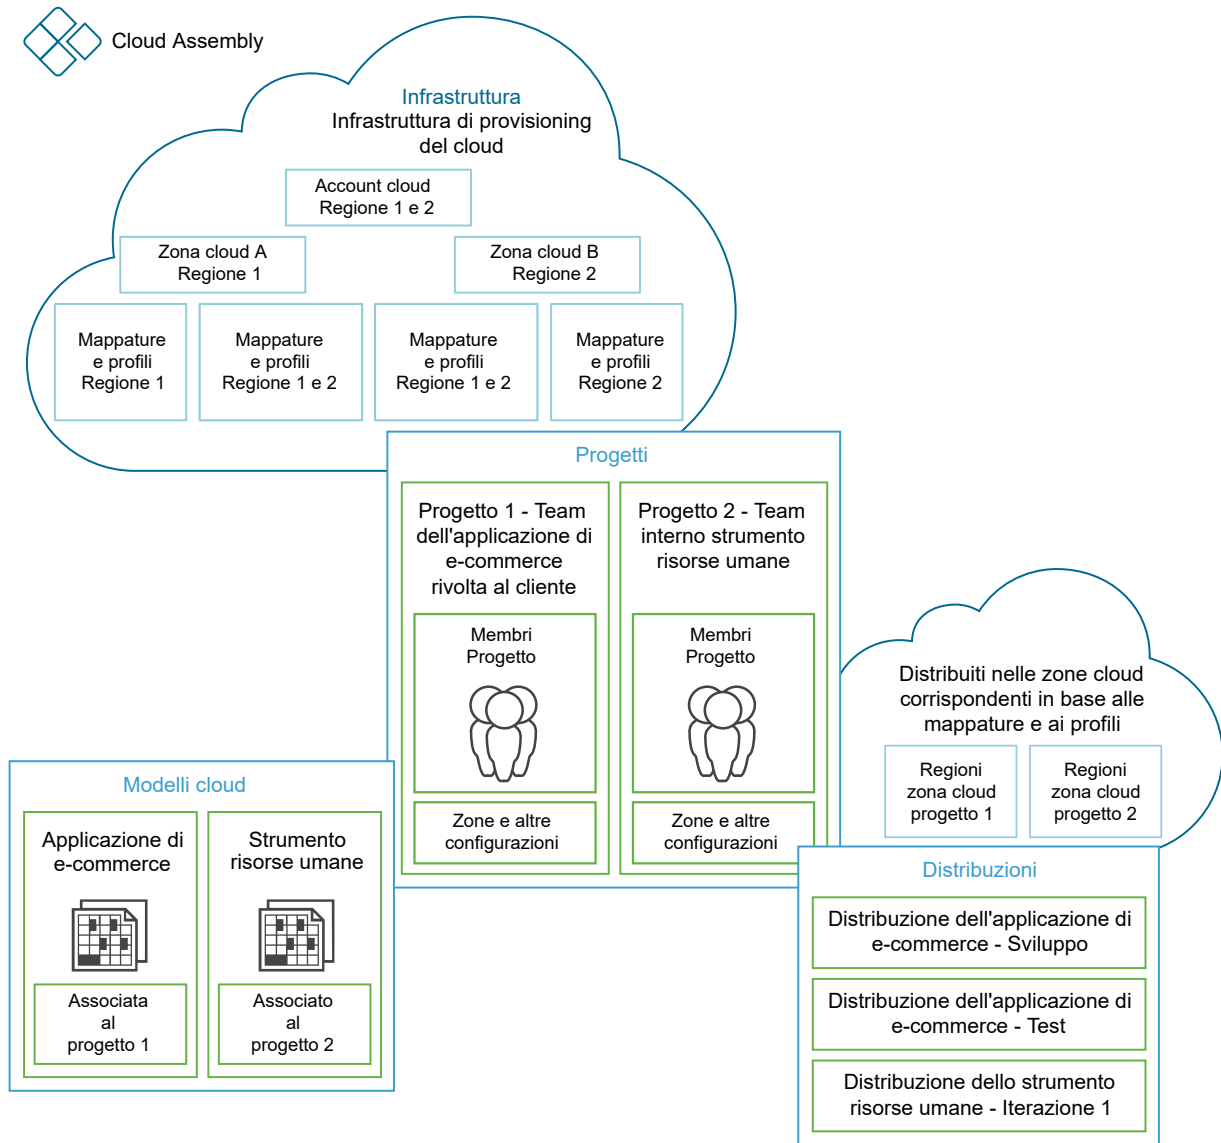 Cloud Assembly
Infrastruttura
Infrastruttura di provisioning
del cloud
Account cloud
Regione 1 e 2
Zona cloud A
Regione 1
Zona cloud B
Regione 2
Mappature
e profili
Regione 1
Mappature
e profili
Regione 1 e 2
Mappature
e profili
Regione 1 e 2
Mappature
e profili
Regione 2
Progetti
Progetto 1 - Team
dell'applicazione di
e-commerce
rivolta al cliente
Membri
Progetto
Zone e altre
configurazioni
Progetto 2 - Team
interno strumento
risorse umane
Membri
Progetto
Zone e altre
configurazioni
Distribuiti nelle zone cloud
corrispondenti in base alle
mappature e ai profili
Regioni
zona cloud
progetto 1
Regioni
zona cloud
progetto 2
Modelli cloud
Applicazione di
e-commerce
Associata
al
progetto 1
Strumento
risorse umane
Associato
al
progetto 2
Distribuzioni
Distribuzione dell'applicazione di
e-commerce - Sviluppo
Distribuzione dell'applicazione di
e-commerce - Test
Distribuzione dello strumento
risorse umane - Iterazione 1